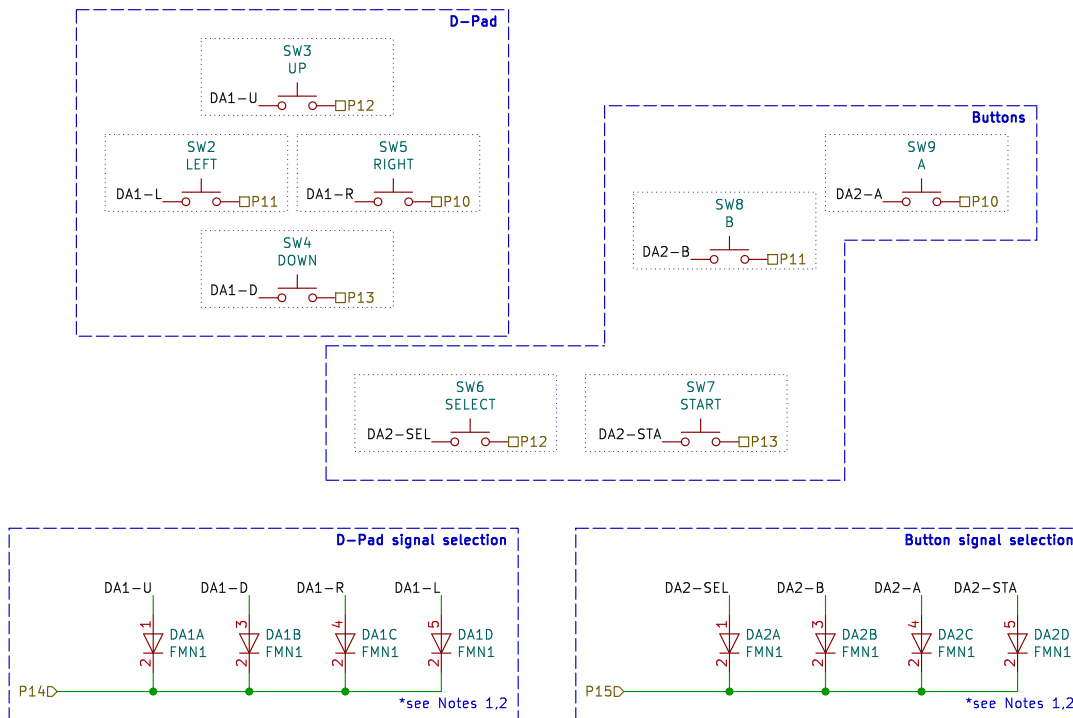 D-Pad
SW3
UP
DA1-U
P12
Buttons
SW2
LEFT
DA1-L
P11
SW5
RIGHT
DA1-R
P10
SW9
A
DA2-A
P10
SW8
B
DA2-B
P11
SW4
DOWN
DA1-D
P13
SW6
SELECT
DA2-SEL
P12
SW7
START
DA2-STA
P13
D-Pad signal selection
DA1-U
DA1-D
DA1-R
DA1-L
1
DA1A
FMN1
2
3
DA1B
FMN1
2
4
DA1C
FMN1
2
5
DA1D
FMN1
2
P14
*see Notes 1,2
Button signal selection
DA2-SEL
DA2-B
DA2-A
DA2-STA
1
DA2A
FMN1
2
3
DA2B
FMN1
2
4
DA2C
FMN1
2
5
DA2D
FMN1
2
P15
*see Notes 1,2